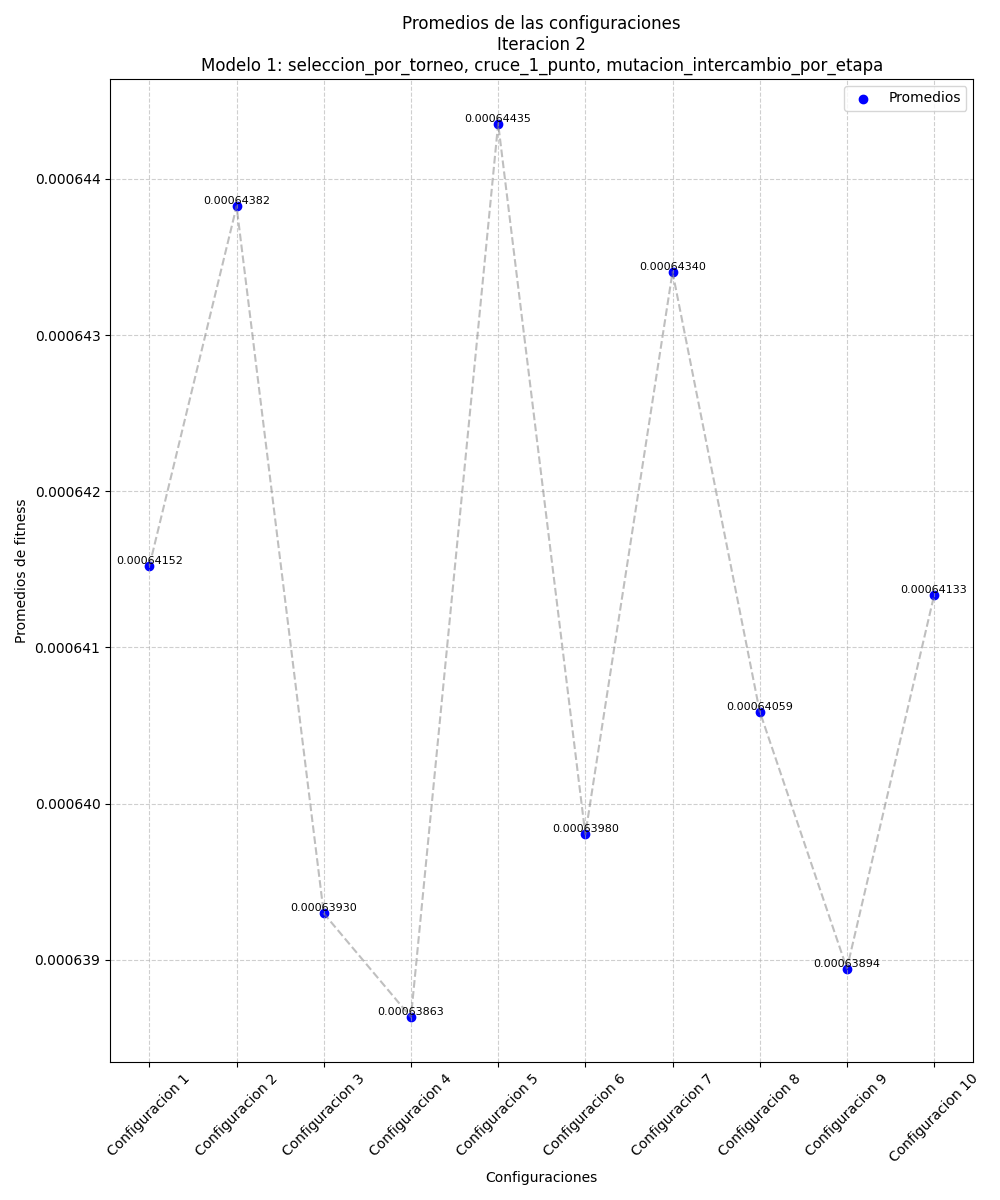 Promedios de las configuraciones
Iteracion 2
Modelo 1: seleccion_por_torneo, cruce_1_punto, mutacion_intercambio_por_etapa
Promedios
0.00064435
0.000644
0.00064382
0.00064340
0.000643
0.000642
0.00064152
0.00064133
0.000641
0.00064059
0.000640
0.00063980
0.00063930
0.000639
0.00063894
0.00063863
Promedios de fitness
Configuracion 1
Configuracion 2
Configuracion 3
Configuracion 4
Configuracion 5
Configuracion 6
Configuracion 7
Configuracion 8
Configuracion 9
Configuracion 10
Configuraciones